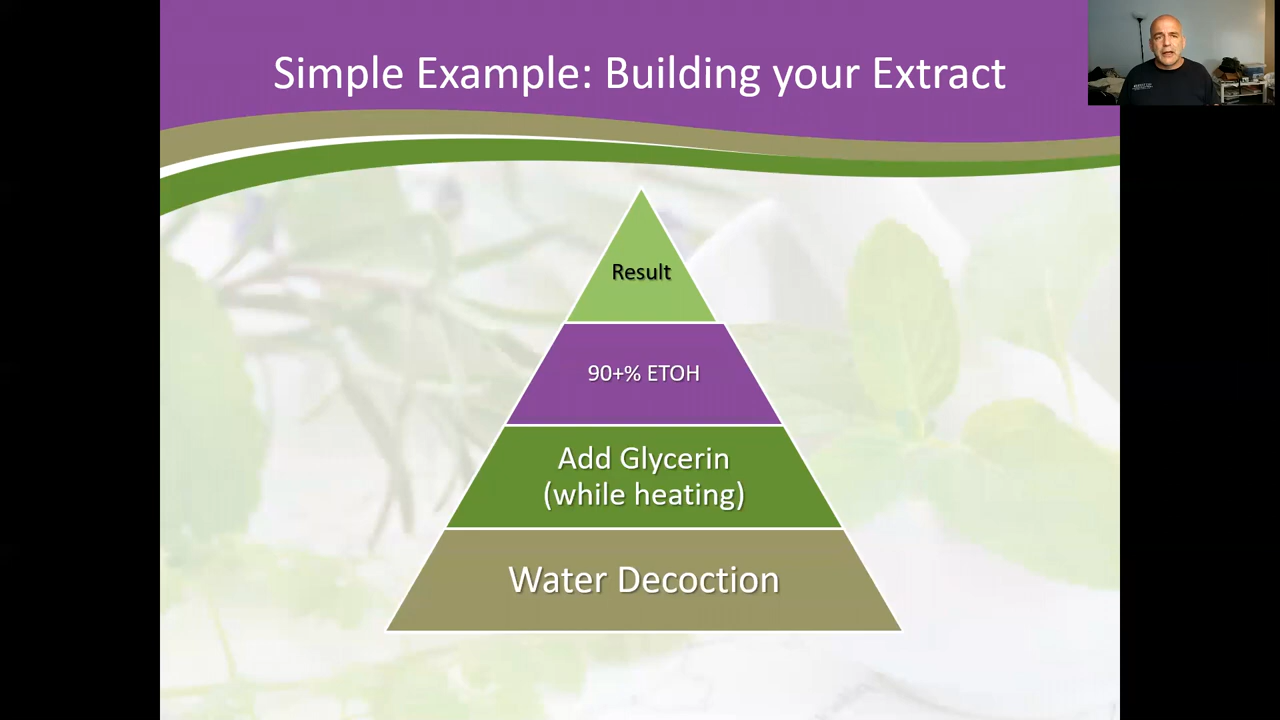 Simple Example: Building your Extract
Result
90+% ETOH
Add Glycerin
(while heating)
Water Decoction